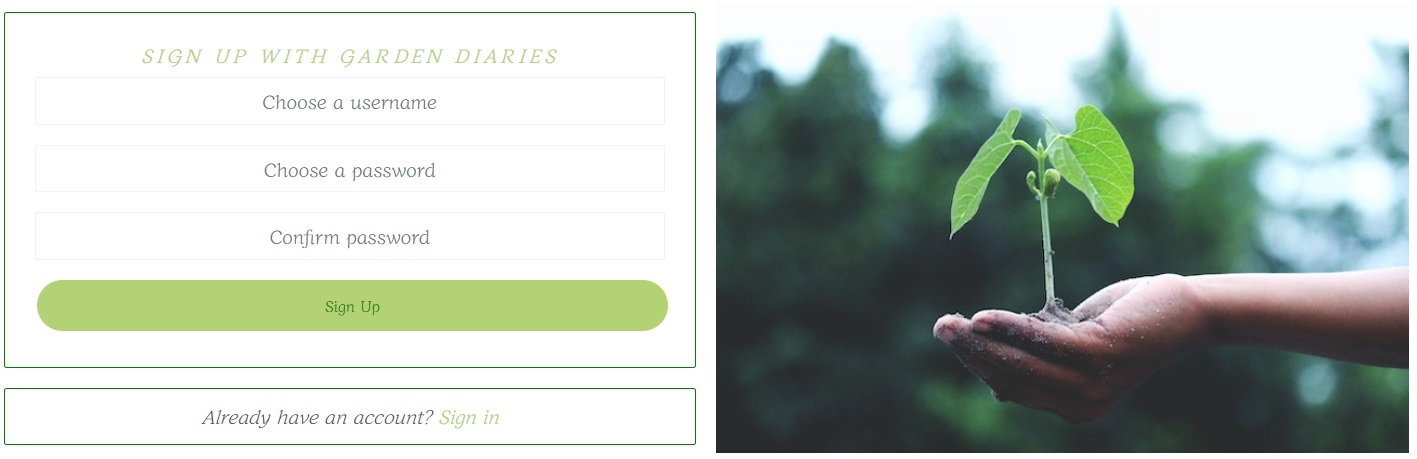 SIGN UP WITH GARDEN DIARIES
Choose a username
Choose a password
Confirm password
Sign Up
Already have an account? Sign in